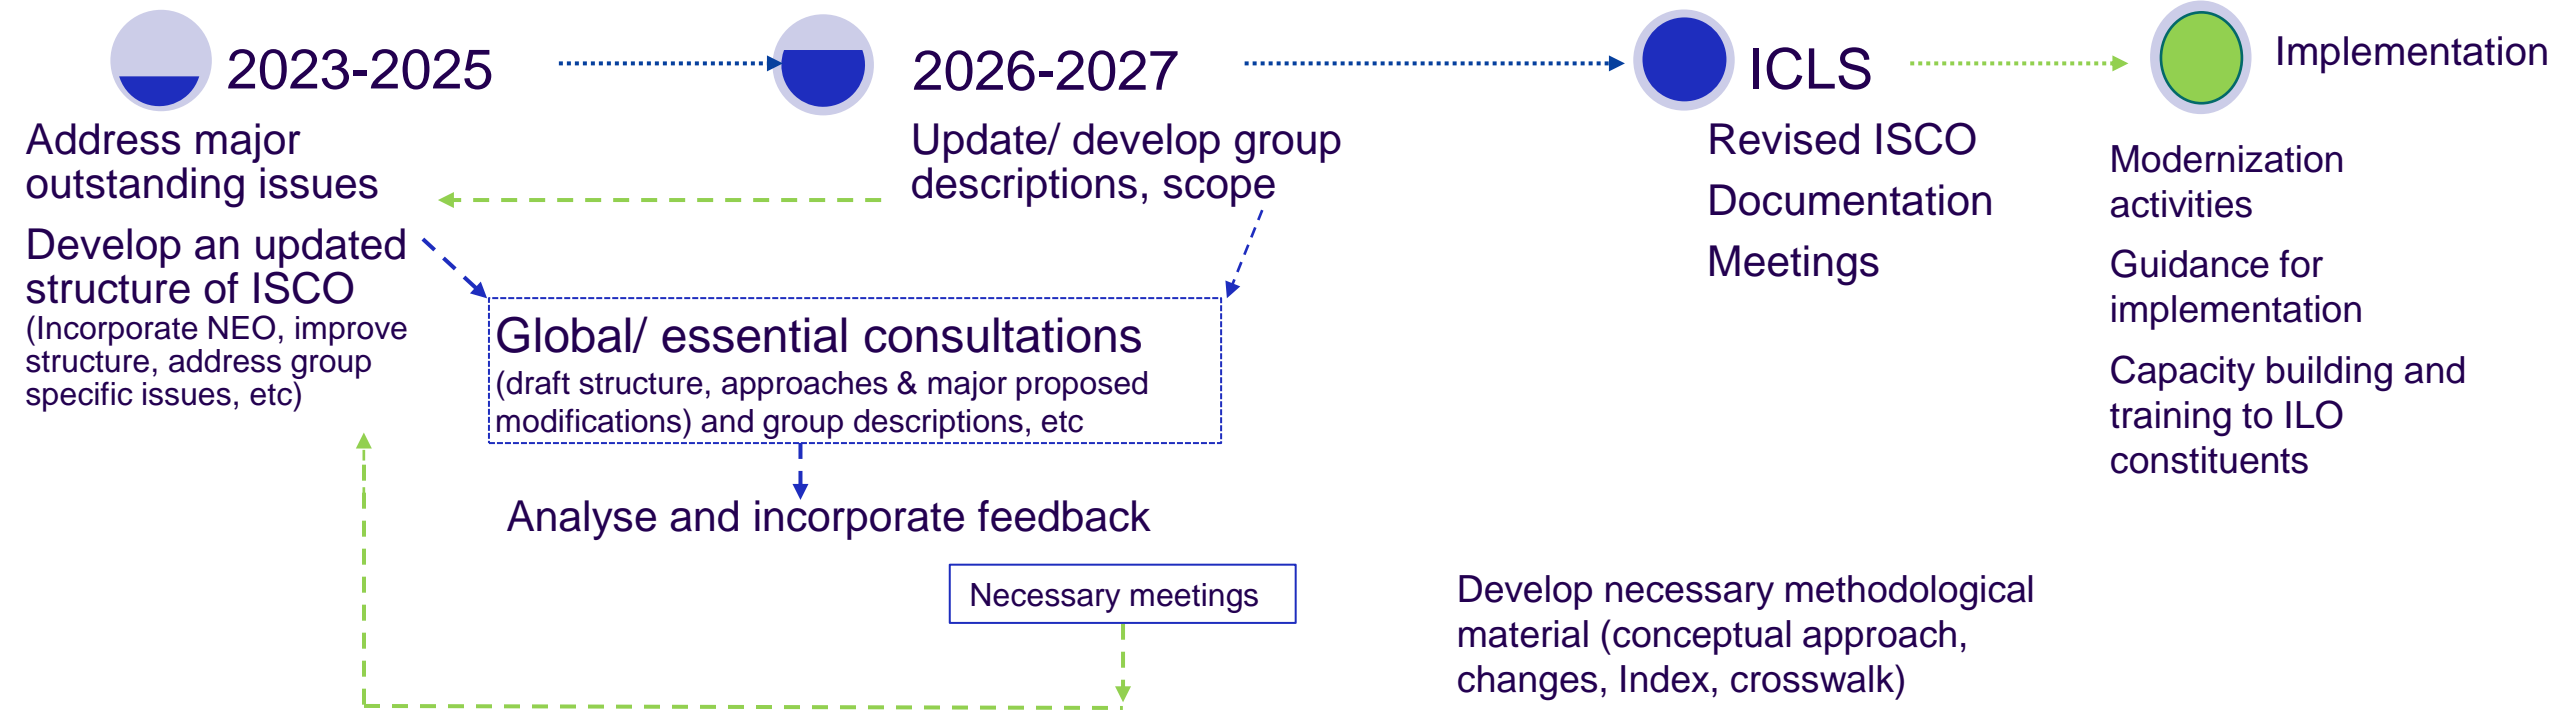 2023-2025
2026-2027
ICLS
Implementation
Address major
outstanding issues
Develop an updated
structure of ISCO
(Incorporate NEO, improve
structure, address group
specific issues, etc)
Update/ develop group
descriptions, scope
Global/ essential consultations
(draft structure, approaches & major proposed
modifications) and group descriptions, etc
Analyse and incorporate feedback
Necessary meetings
Revised ISCO
Documentation
Meetings
Develop necessary methodological
material (conceptual approach,
changes, Index, crosswalk)
Modernization
activities
Guidance for
implementation
Capacity building and
training to ILO
constituents